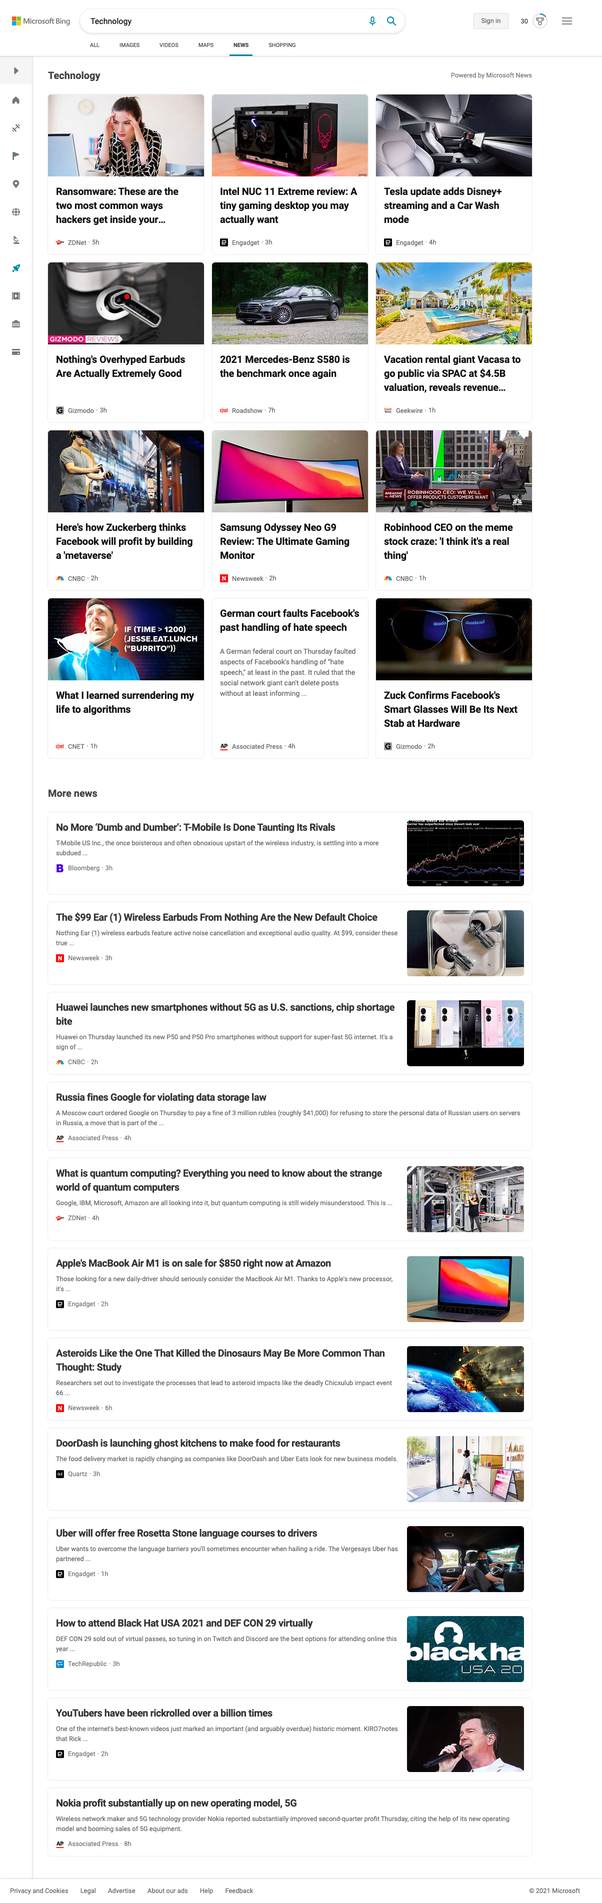 Microsoft Bing
Technology
Sign in
30
ALL IMAGES VIDEOS MAPS NEWS SHOPPING
Technology
Powered by Microsoft News
Ransomware: These are the
two most common ways
hackers get inside your...
ZDNet · 5h
Intel NUC 11 Extreme review: A
tiny gaming desktop you may
actually want
Engadget · 3h
Tesla update adds Disney+
streaming and a Car Wash
mode
Engadget · 4h
GIZMODO REVIEWS
Nothing's Overhyped Earbuds
Are Actually Extremely Good
Gizmodo · 3h
2021 Mercedes-Benz S580 is
the benchmark once again
Roadshow · 7h
Vacation rental giant Vacasa to
go public via SPAC at $4.5B
valuation, reveals revenue...
Geekwire · 1h
Here's how Zuckerberg thinks
Facebook will profit by building
a 'metaverse'
CNBC · 2h
Samsung Odyssey Neo G9
Review: The Ultimate Gaming
Monitor
Newsweek · 2h
BREAKING NEWS
ROBINHOOD CEO: WE WILL
OFFER PRODUCTS CUSTOMERS WANT
Robinhood CEO on the meme
stock craze: 'I think it's a real
thing'
CNBC · 1h
IF (TIME > 1200)
{JESSE.EAT.LUNCH
("BURRITO")}
What I learned surrendering my
life to algorithms
CNET · 1h
German court faults Facebook's
past handling of hate speech
A German federal court on Thursday faulted
aspects of Facebook's handling of "hate
speech," at least in the past. It ruled that the
social network giant can't delete posts
without at least informing ...
AP Associated Press · 4h
Zuck Confirms Facebook's
Smart Glasses Will Be Its Next
Stab at Hardware
Gizmodo · 2h
More news
No More 'Dumb and Dumber': T-Mobile Is Done Taunting Its Rivals
T-Mobile US Inc., the once boisterous and often obnoxious upstart of the wireless industry, is settling into a more
subdued ...
Bloomberg · 3h
The $99 Ear (1) Wireless Earbuds From Nothing Are the New Default Choice
Nothing Ear (1) wireless earbuds feature active noise cancellation and exceptional audio quality. At $99, consider these
true ...
Newsweek · 3h
Huawei launches new smartphones without 5G as U.S. sanctions, chip shortage
bite
Huawei on Thursday launched its new P50 and P50 Pro smartphones without support for super-fast 5G internet. It's a
sign of ...
CNBC · 2h
Russia fines Google for violating data storage law
A Moscow court ordered Google on Thursday to pay a fine of 3 million rubles (roughly $41,000) for refusing to store the personal data of Russian users on servers
in Russia, a move that is part of the ...
AP Associated Press · 4h
What is quantum computing? Everything you need to know about the strange
world of quantum computers
Google, IBM, Microsoft, Amazon are all looking into it, but quantum computing is still widely misunderstood. This is ...
ZDNet · 4h
Apple's MacBook Air M1 is on sale for $850 right now at Amazon
Those looking for a new daily-driver should seriously consider the MacBook Air M1. Thanks to Apple's new processor,
it's ...
Engadget · 2h
Asteroids Like the One That Killed the Dinosaurs May Be More Common Than
Thought: Study
Researchers set out to investigate the processes that lead to asteroid impacts like the deadly Chicxulub impact event
66 ...
Newsweek · 6h
DoorDash is launching ghost kitchens to make food for restaurants
The food delivery market is rapidly changing as companies like DoorDash and Uber Eats look for new business models.
Quartz · 3h
Uber will offer free Rosetta Stone language courses to drivers
Uber wants to overcome the language barriers you'll sometimes encounter when hailing a ride. The Vergesays Uber has
partnered ...
Engadget · 1h
How to attend Black Hat USA 2021 and DEF CON 29 virtually
DEF CON 29 sold out of virtual passes, so tuning in on Twitch and Discord are the best options for attending online this
year ...
TechRepublic · 3h
black ha
USA 20
YouTubers have been rickrolled over a billion times
One of the internet's best-known videos just marked an important (and arguably overdue) historic moment. KIRO7notes
that Rick ...
Engadget · 2h
Nokia profit substantially up on new operating model, 5G
Wireless network maker and 5G technology provider Nokia reported substantially improved second-quarter profit Thursday, citing the help of its new operating
model and booming sales of 5G equipment.
AP Associated Press · 8h
Privacy and Cookies Legal Advertise About our ads Help Feedback
© 2021 Microsoft